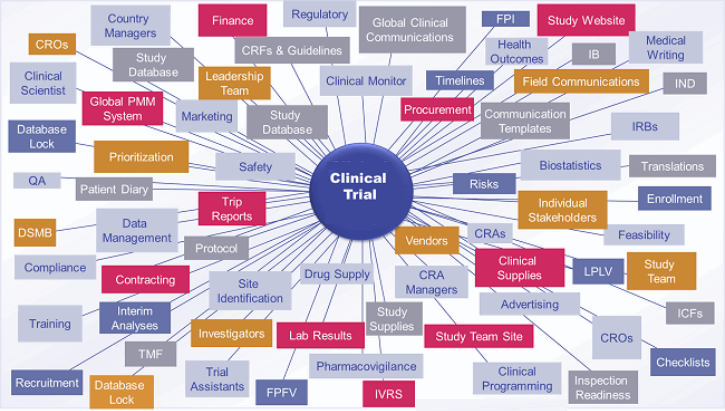 Country
Managers
Finance
Regulatory
Global Clinical
Communications
FPI
Study Website
CROs
Study
Database
CRFs & Guidelines
Health
Outcomes
IB
Medical
Writing
Clinical
Scientist
Leadership
Team
Clinical Monitor
Timelines
Field Communications
IND
Global PMM
System
Marketing
Study
Database
Procurement
Communication
Templates
IRBs
Database
Lock
Prioritization
Safety
Biostatistics
Translations
QA
Patient Diary
Clinical
Trial
Risks
Enrollment
Trip
Reports
Individual
Stakeholders
DSMB
Data
Management
Protocol
Vendors
CRAs
Feasibility
Compliance
Contracting
Site
Identification
Drug Supply
CRA
Managers
Clinical
Supplies
LPLV
Study
Team
Training
Interim
Analyses
Investigators
Lab Results
Study
Supplies
Study Team Site
Advertising
CROs
ICFs
TMF
Recruitment
Database
Lock
Trial
Assistants
FPFV
Pharmacovigilance
IVRS
Clinical
Programming
Inspection
Readiness
Checklists